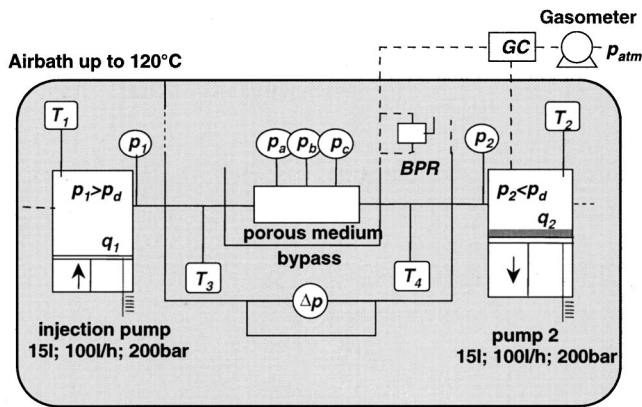 Gasometer
GC
p_atm
Airbath up to 120°C
T_1
T_2
p_1
p_a
p_b
p_c
p_2
BPR
p_1>p_d
p_2<p_d
q_1
q_2
porous medium
bypass
T_3
T_4
Δp
injection pump
15l; 100l/h; 200bar
pump 2
15l; 100l/h; 200bar